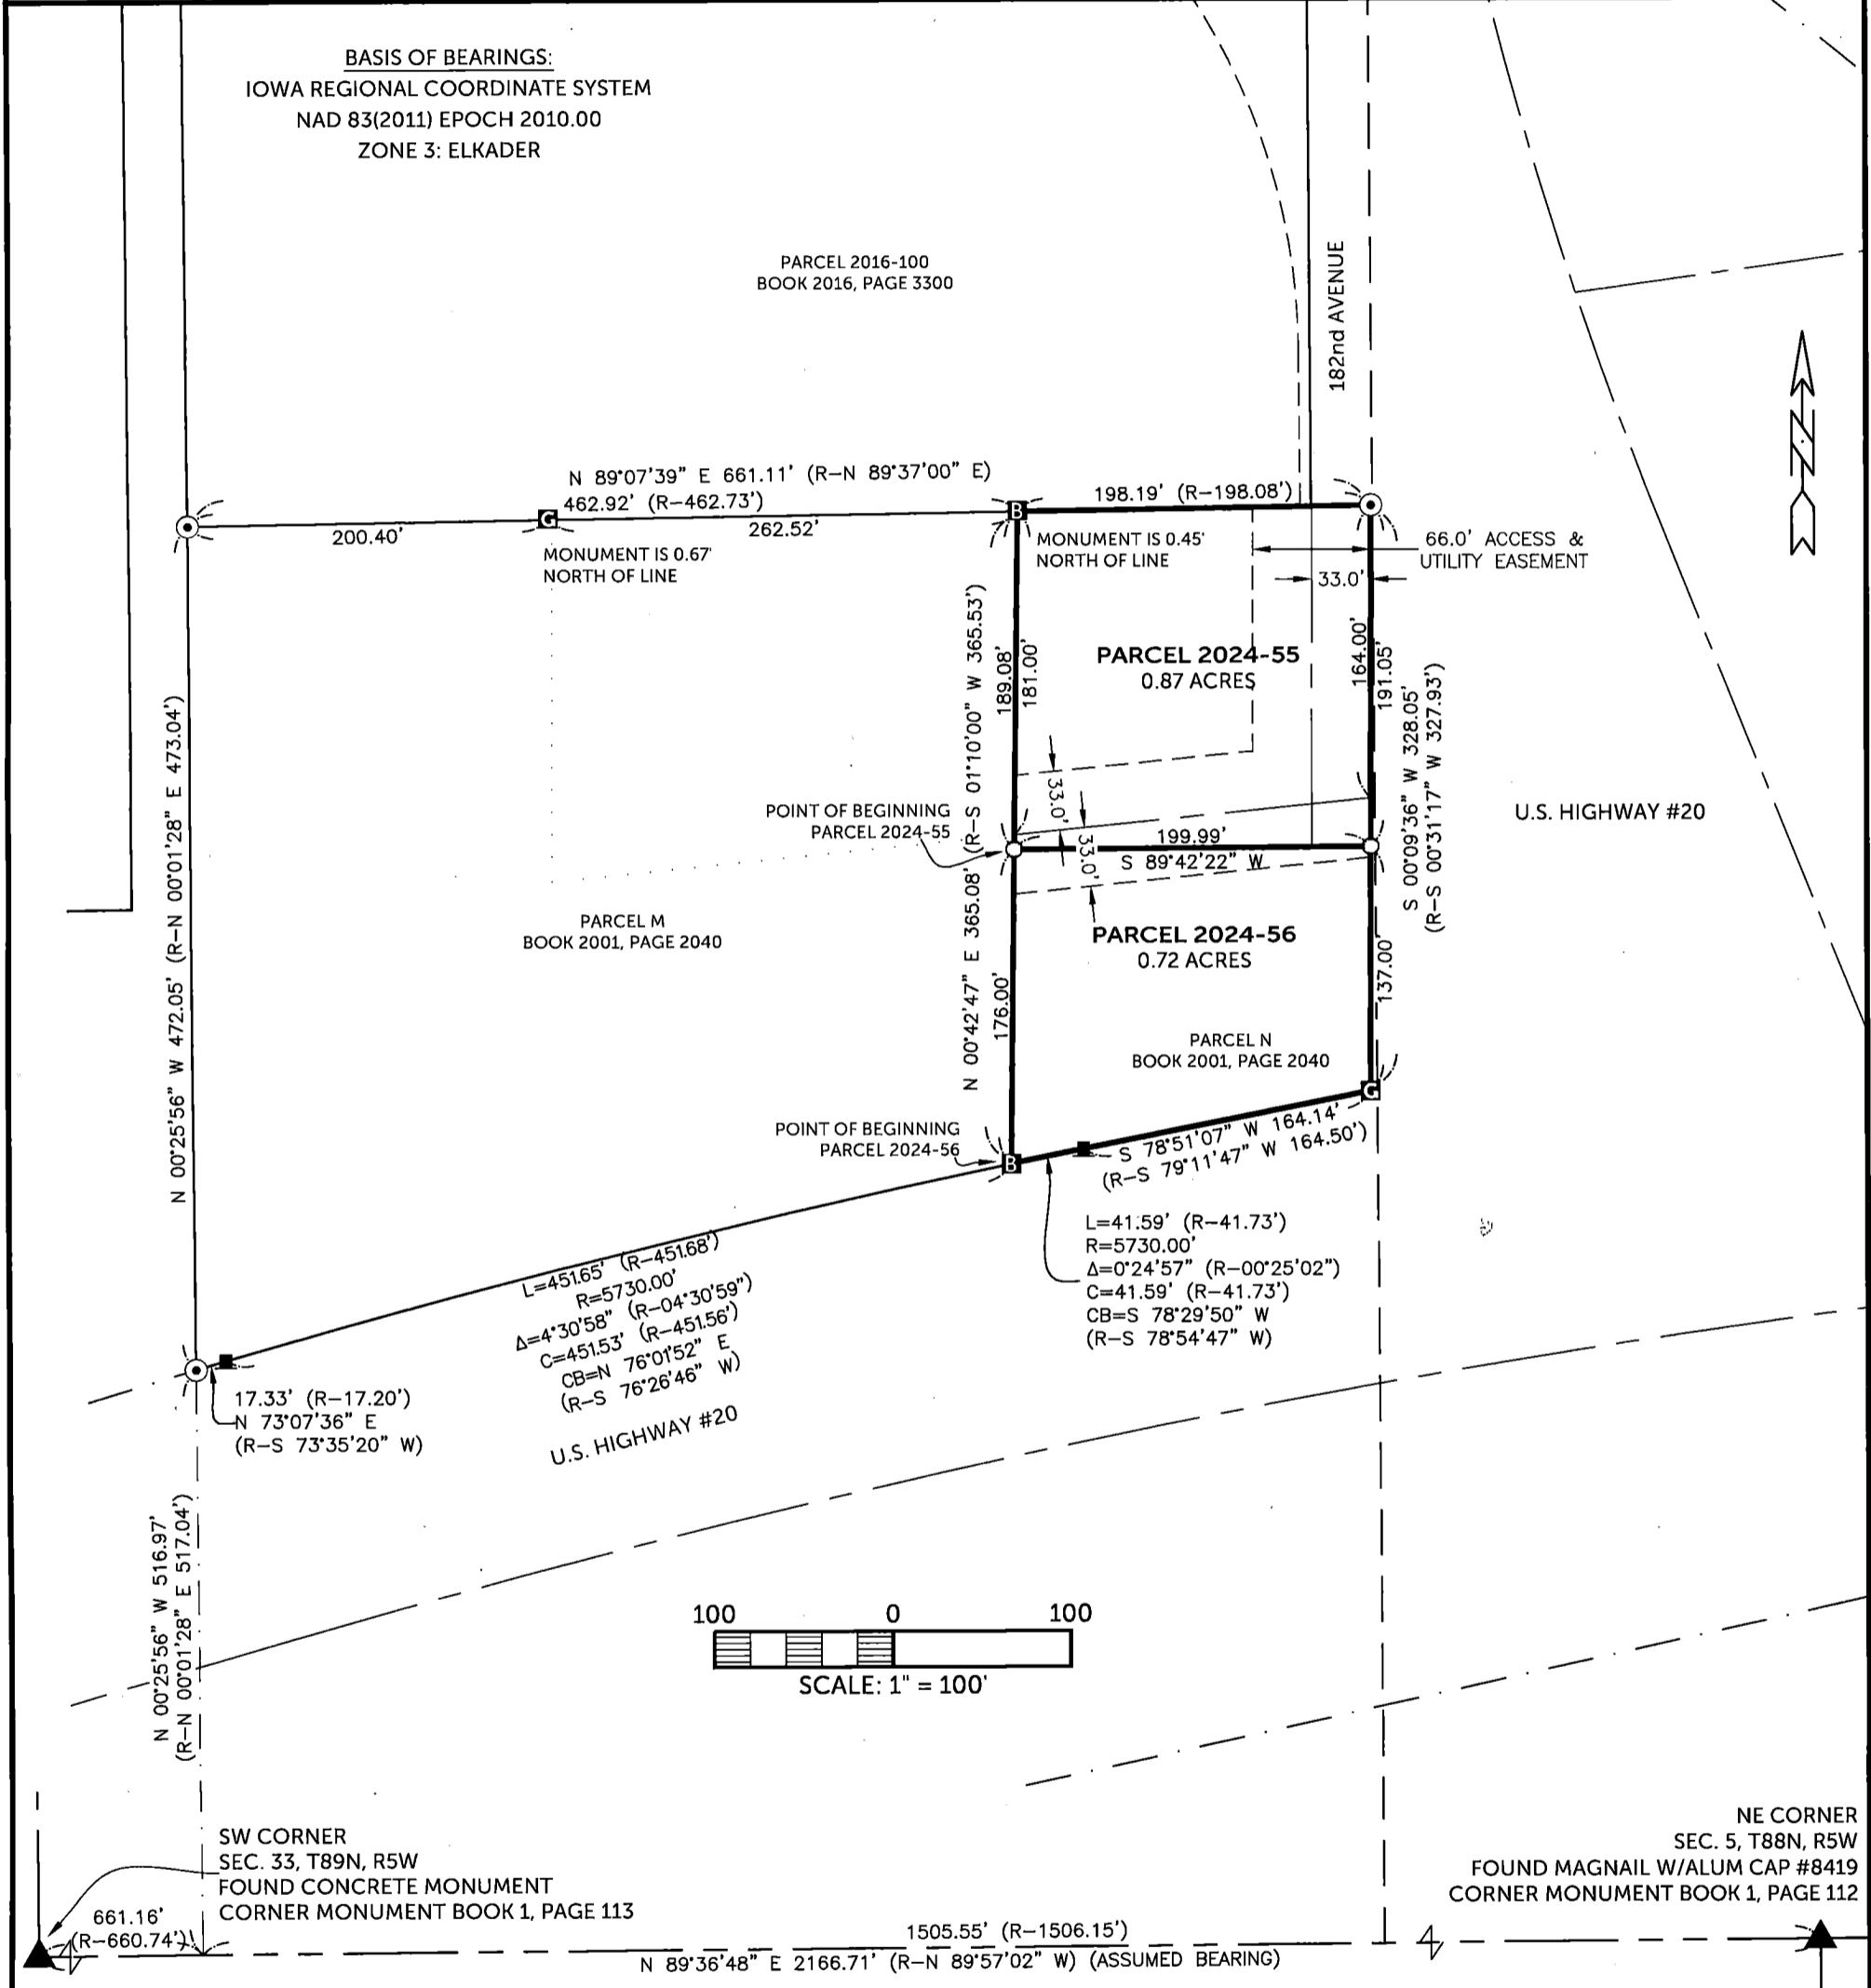 BASIS OF BEARINGS:
IOWA REGIONAL COORDINATE SYSTEM
NAD 83(2011) EPOCH 2010.00
ZONE 3: ELKADER
PARCEL 2016-100
BOOK 2016, PAGE 3300
182nd AVENUE
N
N 89°07'39" E 661.11' (R-N 89°37'00" E)
462.92' (R-462.73')
198.19' (R-198.08')
G
B
200.40'
262.52'
MONUMENT IS 0.67'
NORTH OF LINE
MONUMENT IS 0.45'
NORTH OF LINE
66.0' ACCESS &
UTILITY EASEMENT
33.0'
PARCEL 2024-55
0.87 ACRES
189.08'
181.00'
164.00'
191.05'
N 00°42'47" E 365.08' (R-S 01°10'00" W 365.53')
S 00°09'36" W 328.05'
(R-S 00°31'17" W 327.93')
N 00°25'56" W 472.05' (R-N 00°01'28" E 473.04')
33.0'
33.0'
POINT OF BEGINNING
PARCEL 2024-55
199.99'
S 89°42'22" W
U.S. HIGHWAY #20
PARCEL M
BOOK 2001, PAGE 2040
PARCEL 2024-56
0.72 ACRES
176.00'
137.00'
PARCEL N
BOOK 2001, PAGE 2040
G
POINT OF BEGINNING
PARCEL 2024-56
B
S 78°51'07" W 164.14'
(R-S 79°11'47" W 164.50')
L=41.59' (R-41.73')
R=5730.00'
Δ=0°24'57" (R-00°25'02")
C=41.59' (R-41.73')
CB=S 78°29'50" W
(R-S 78°54'47" W)
L=451.65' (R-451.68')
R=5730.00'
Δ=4°30'58" (R-04°30'59")
C=451.53' (R-451.56')
CB=N 76°01'52" E
(R-S 76°26'46" W)
U.S. HIGHWAY #20
17.33' (R-17.20')
N 73°07'36" E
(R-S 73°35'20" W)
N 00°25'56" W 516.97'
(R-N 00°01'28" E 517.04')
100 0 100
SCALE: 1" = 100'
SW CORNER
SEC. 33, T89N, R5W
FOUND CONCRETE MONUMENT
CORNER MONUMENT BOOK 1, PAGE 113
NE CORNER
SEC. 5, T88N, R5W
FOUND MAGNAIL W/ALUM CAP #8419
CORNER MONUMENT BOOK 1, PAGE 112
661.16'
(R-660.74')
1505.55' (R-1506.15')
N 89°36'48" E 2166.71' (R-N 89°57'02" W) (ASSUMED BEARING)